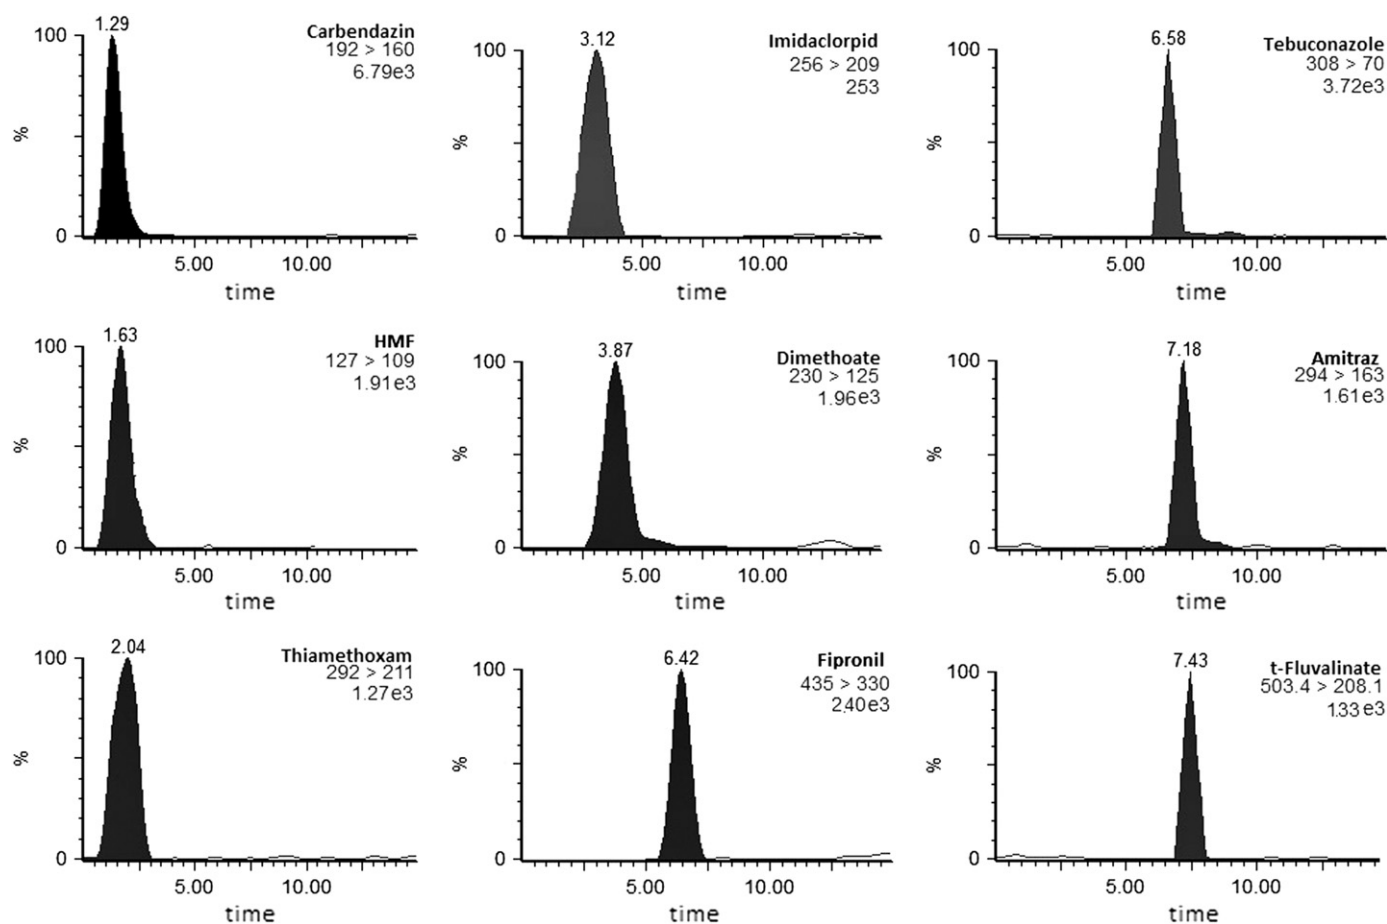 1.29
Carbendazin
192 > 160
6.79e3
100
%
0
5.00 10.00
time
3.12
Imidaclorpid
256 > 209
253
100
%
0
5.00 10.00
time
6.58
Tebuconazole
308 > 70
3.72e3
100
%
0
5.00 10.00
time
1.63
HMF
127 > 109
1.91e3
100
%
0
5.00 10.00
time
3.87
Dimethoate
230 > 125
1.96e3
100
%
0
5.00 10.00
time
7.18
Amitraz
294 > 163
1.61e3
100
%
0
5.00 10.00
time
2.04
Thiamethoxam
292 > 211
1.27e3
100
%
0
5.00 10.00
time
6.42
Fipronil
435 > 330
2.40e3
100
%
0
5.00 10.00
time
7.43
t-Fluvalinate
503.4 > 208.1
1.33 e3
100
%
0
5.00 10.00
time